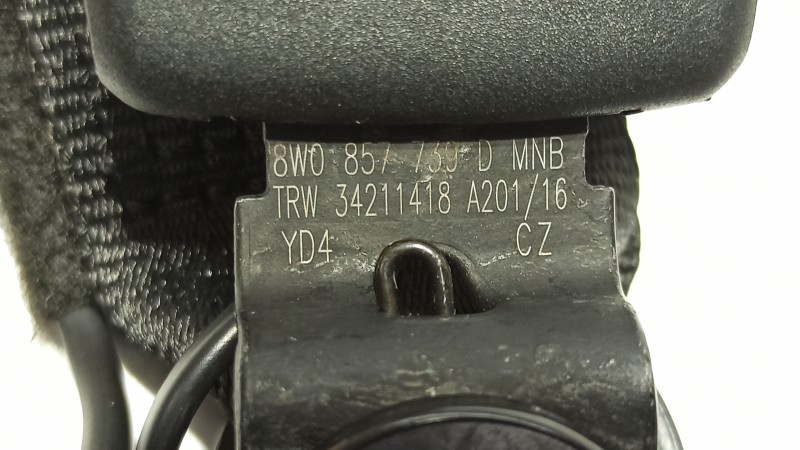 8W0 857 739 D MNB
TRW 34211418 A201/16
YD4 CZ